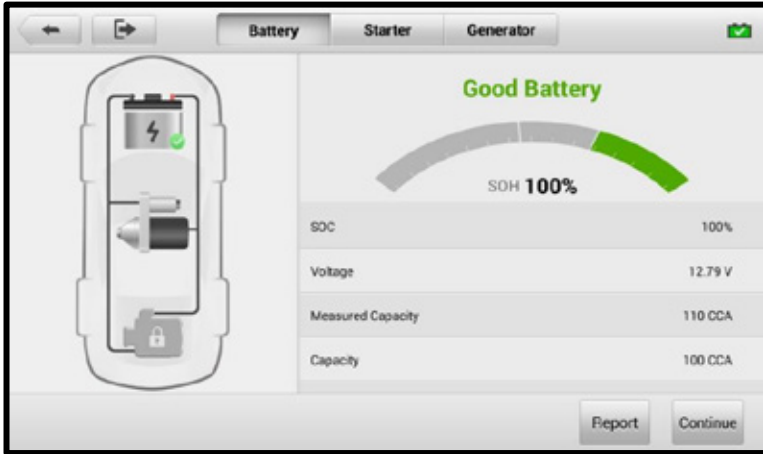 Battery Starter Generator
Good Battery
SOH 100%
SOC 100%
Voltage 12.79 V
Measured Capacity 110 CCA
Capacity 100 CCA
Report Continue